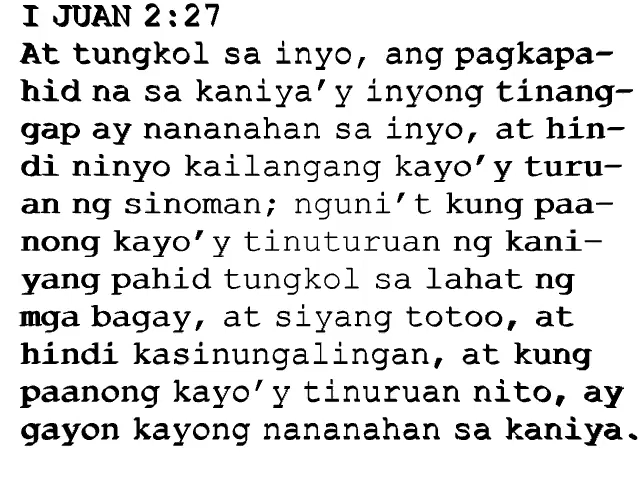 I JUAN 2:27
At tungkol sa inyo, ang pagkapa-
hid na sa kaniya'y inyong tinang-
gap ay nananahan sa inyo, at hin-
di ninyo kailangang kayo'y turu-
an ng sinoman; nguni't kung paa-
nong kayo'y tinuturuan ng kani-
yang pahid tungkol sa lahat ng
mga bagay, at siyang totoo, at
hindi kasinungalingan, at kung
paanong kayo'y tinuruan nito, ay
gayon kayong nananahan sa kaniya.